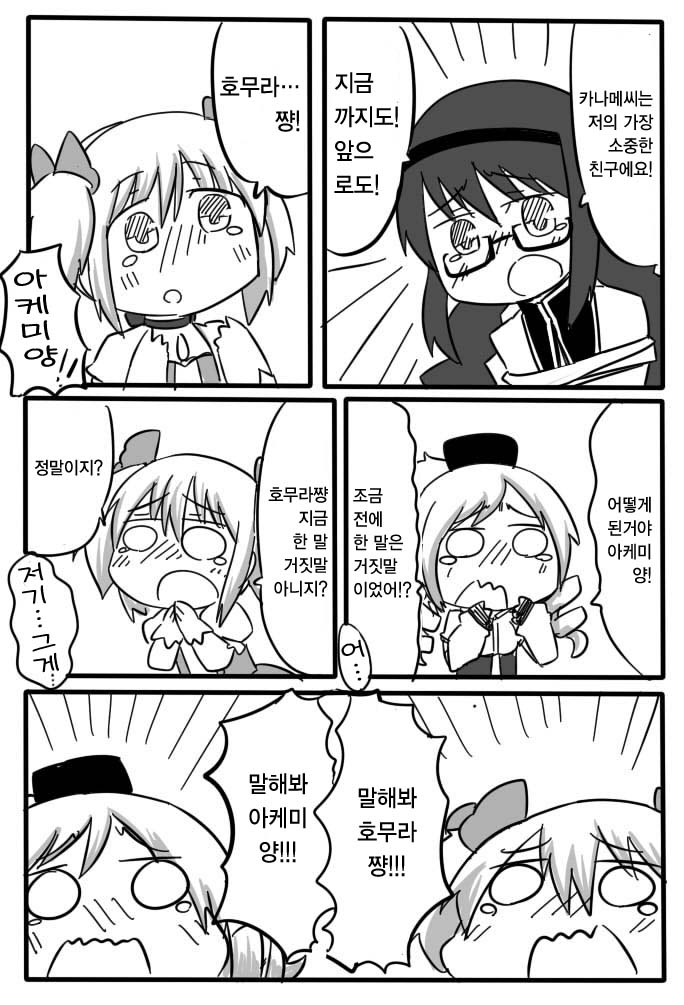 카나메씨는
저의 가장
소중한
친구에요!
지금
까지도!
앞으
로도!
호무라…
쨩!
아케미양!!
어떻게
된거야
아케미
양!
조금
전에
한 말은
거짓말
이었어!?
어…
호무라쨩
지금
한 말
거짓말
아니지?
정말이지?
저기…그게…
말해봐
호무라
쨩!!!
말해봐
아케미
양!!!